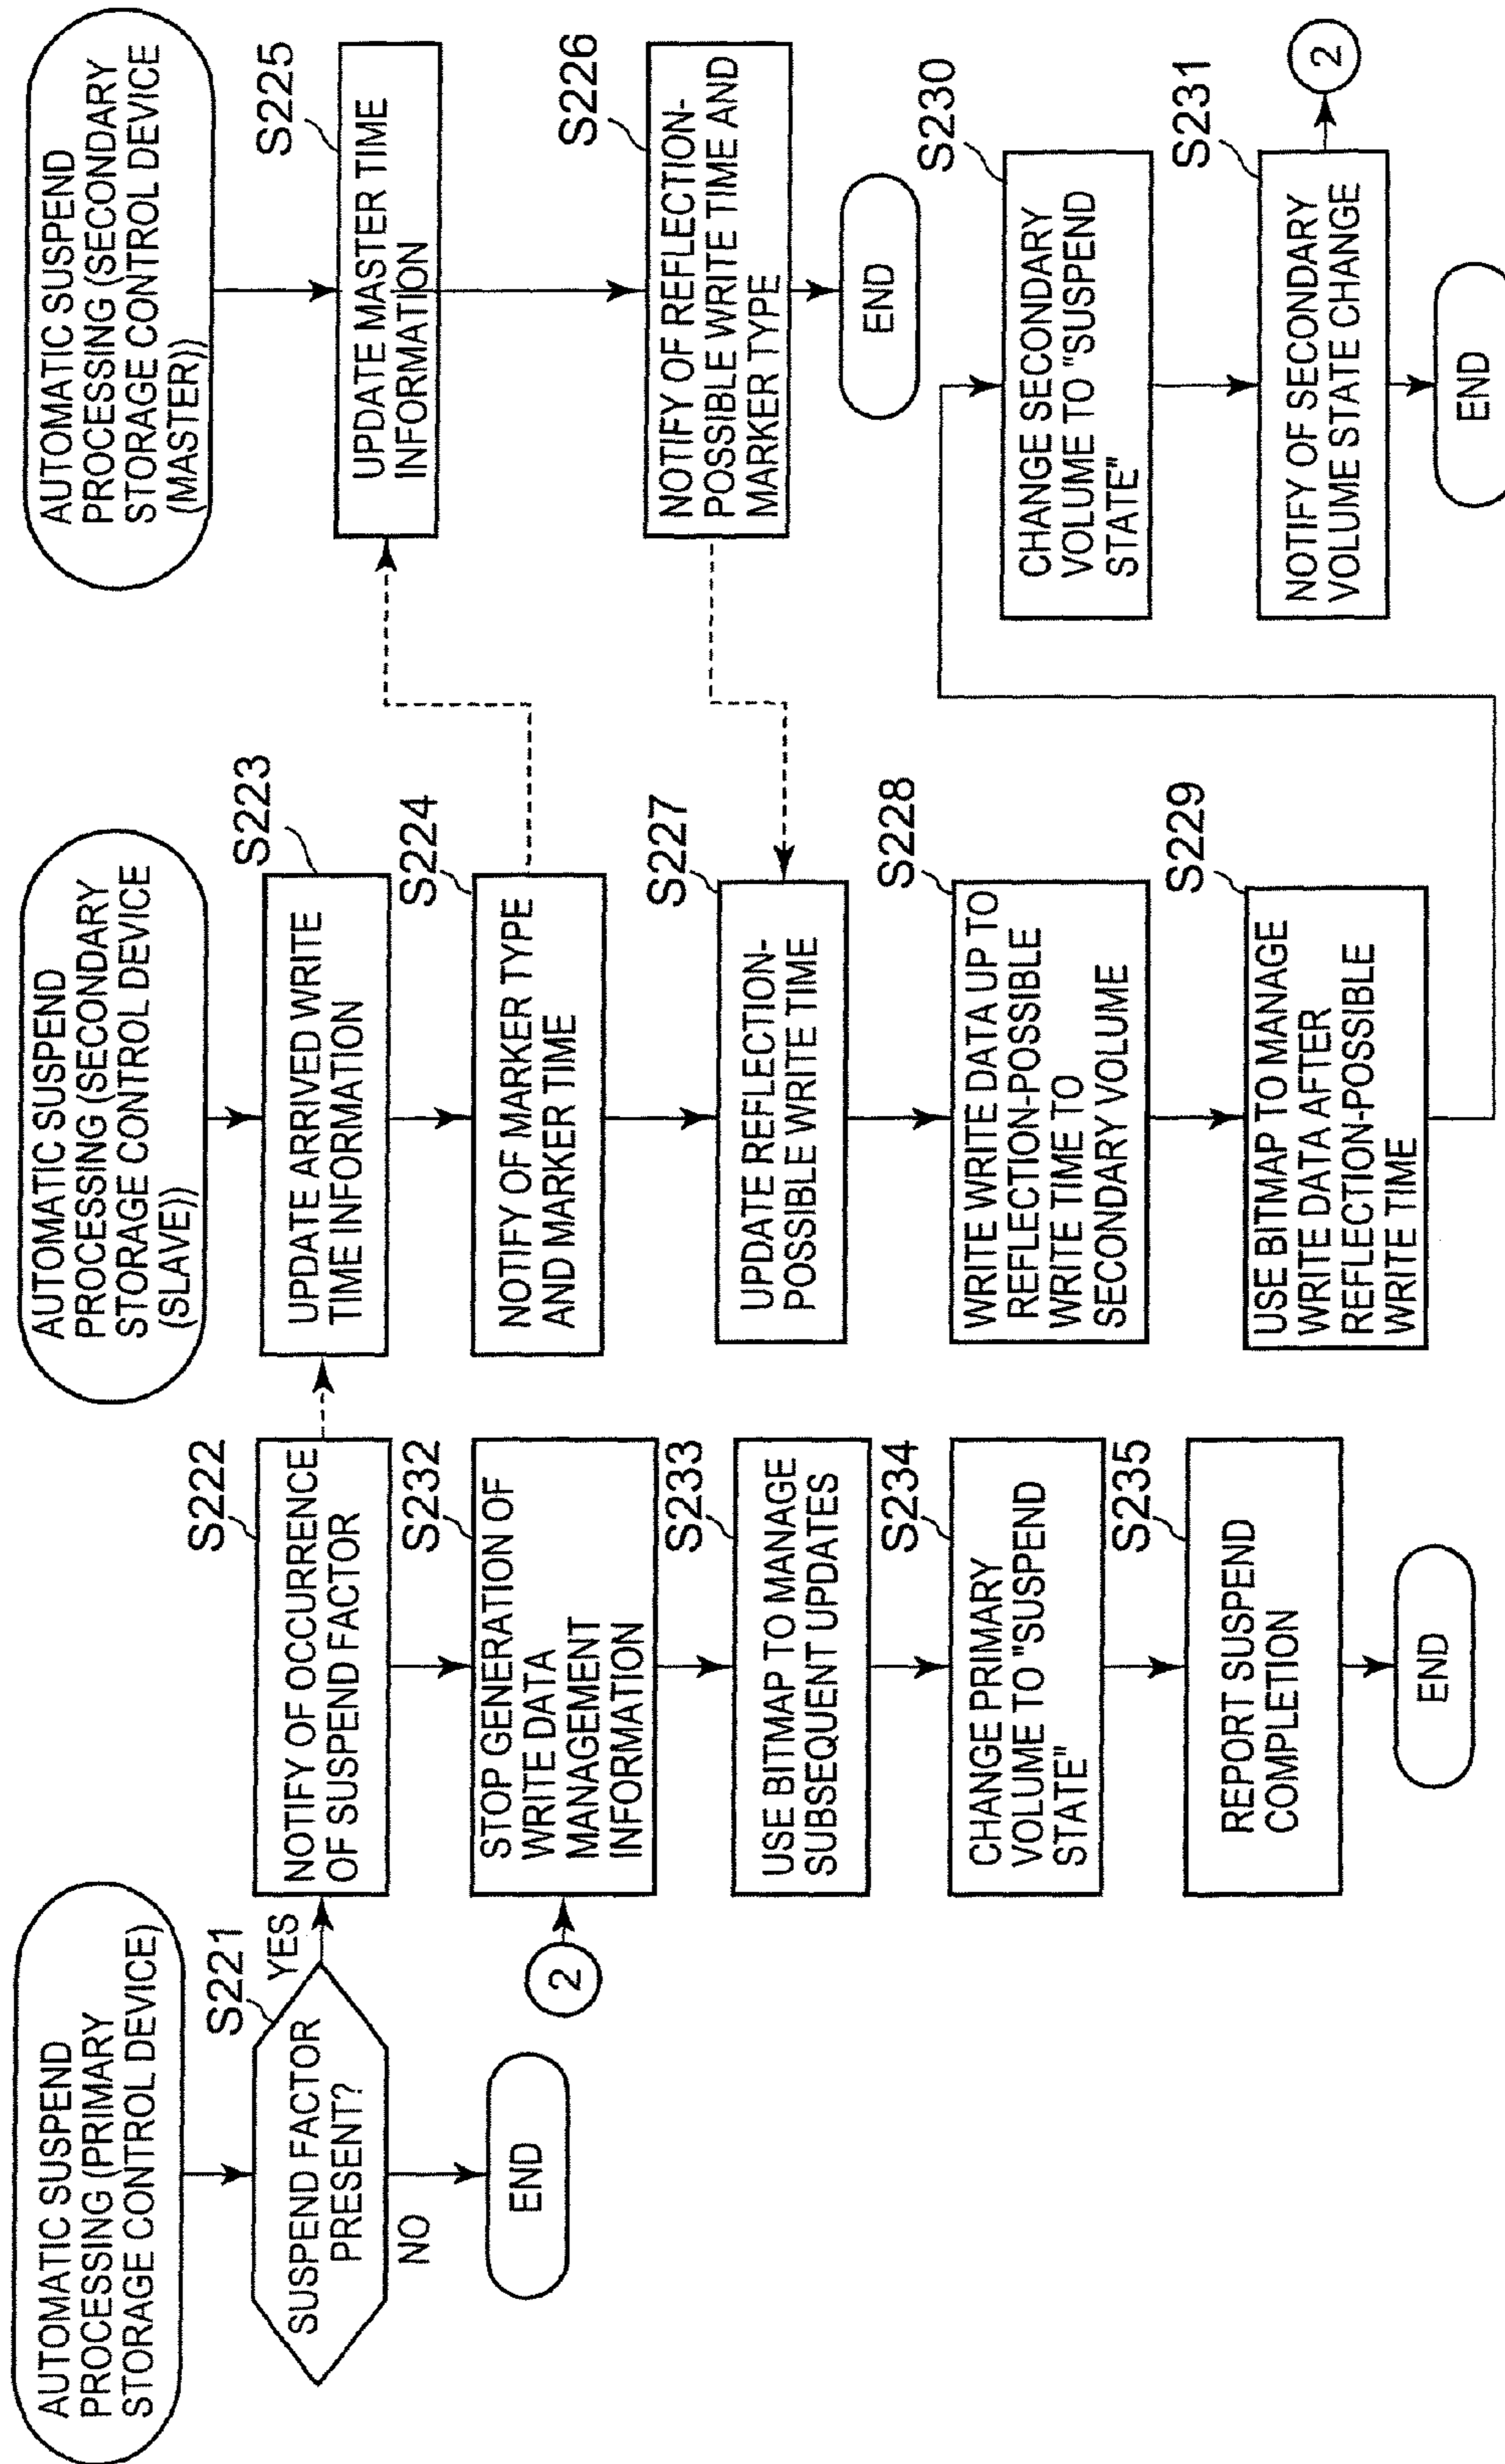 AUTOMATIC SUSPEND
PROCESSING (PRIMARY
STORAGE CONTROL DEVICE)
S221
SUSPEND FACTOR
PRESENT?
YES
NO
END
S222
NOTIFY OF OCCURRENCE
OF SUSPEND FACTOR
2
S232
STOP GENERATION OF
WRITE DATA
MANAGEMENT
INFORMATION
S233
USE BITMAP TO MANAGE
SUBSEQUENT UPDATES
S234
CHANGE PRIMARY
VOLUME TO "SUSPEND
STATE"
S235
REPORT SUSPEND
COMPLETION
END
AUTOMATIC SUSPEND
PROCESSING (SECONDARY
STORAGE CONTROL DEVICE
(SLAVE))
S223
UPDATE ARRIVED WRITE
TIME INFORMATION
S224
NOTIFY OF MARKER TYPE
AND MARKER TIME
S227
UPDATE REFLECTION-
POSSIBLE WRITE TIME
S228
WRITE WRITE DATA UP TO
REFLECTION-POSSIBLE
WRITE TIME TO
SECONDARY VOLUME
S229
USE BITMAP TO MANAGE
WRITE DATA AFTER
REFLECTION-POSSIBLE
WRITE TIME
AUTOMATIC SUSPEND
PROCESSING (SECONDARY
STORAGE CONTROL DEVICE
(MASTER))
S225
UPDATE MASTER TIME
INFORMATION
S226
NOTIFY OF REFLECTION-
POSSIBLE WRITE TIME AND
MARKER TYPE
END
S230
CHANGE SECONDARY
VOLUME TO "SUSPEND
STATE"
S231
NOTIFY OF SECONDARY
VOLUME STATE CHANGE
2
END